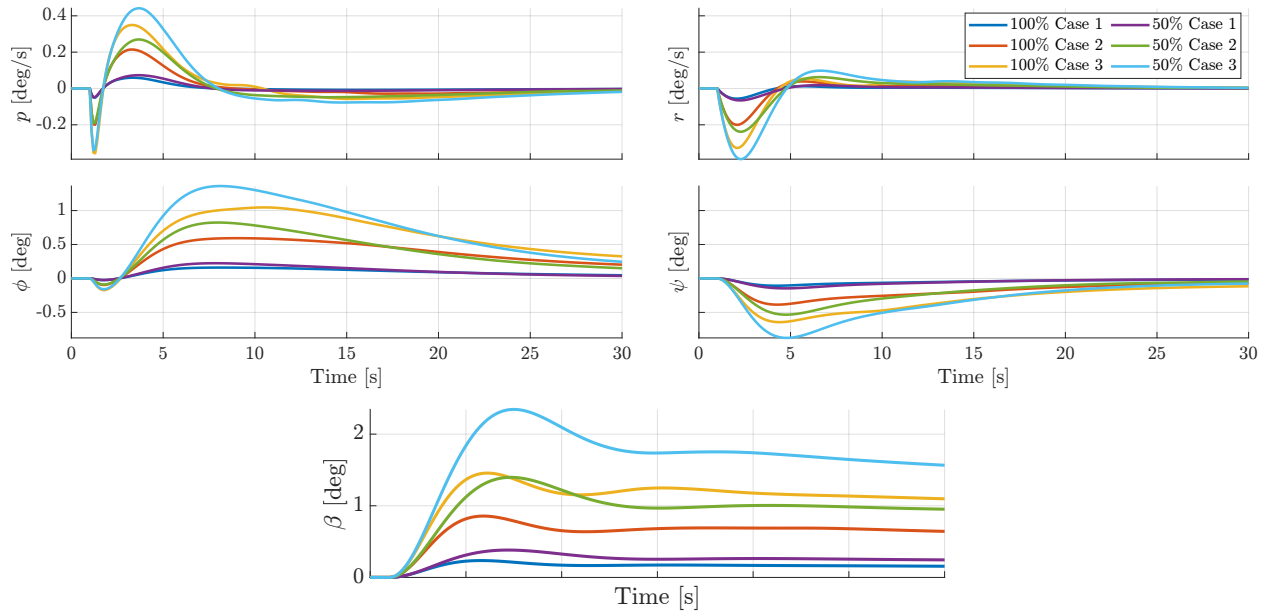 0.4
0.2
0
-0.2
p [deg/s]
r [deg/s]
100% Case 1
100% Case 2
100% Case 3
50% Case 1
50% Case 2
50% Case 3
1
0.5
0
-0.5
ϕ [deg]
0 5 10 15 20 25 30
Time [s]
ψ [deg]
0 5 10 15 20 25 30
Time [s]
2
1
0
β [deg]
Time [s]